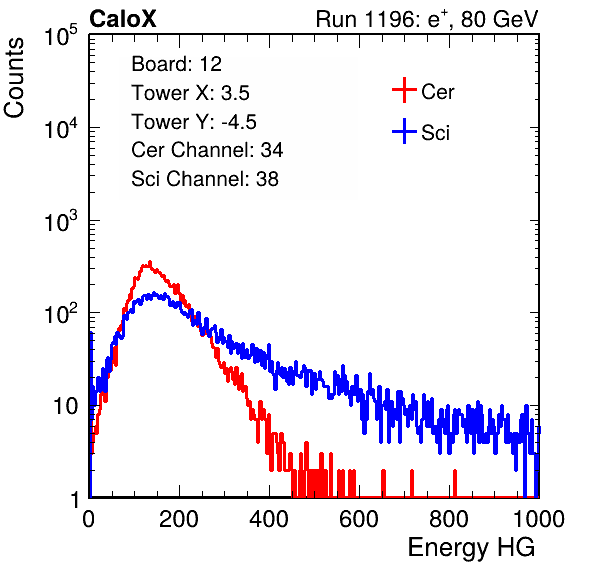 CaloX Run 1196: e⁺, 80 GeV
Counts
10⁵
10⁴
10³
10²
10
1
Board: 12
Tower X: 3.5
Tower Y: -4.5
Cer Channel: 34
Sci Channel: 38
Cer
Sci
0 200 400 600 800 1000
Energy HG